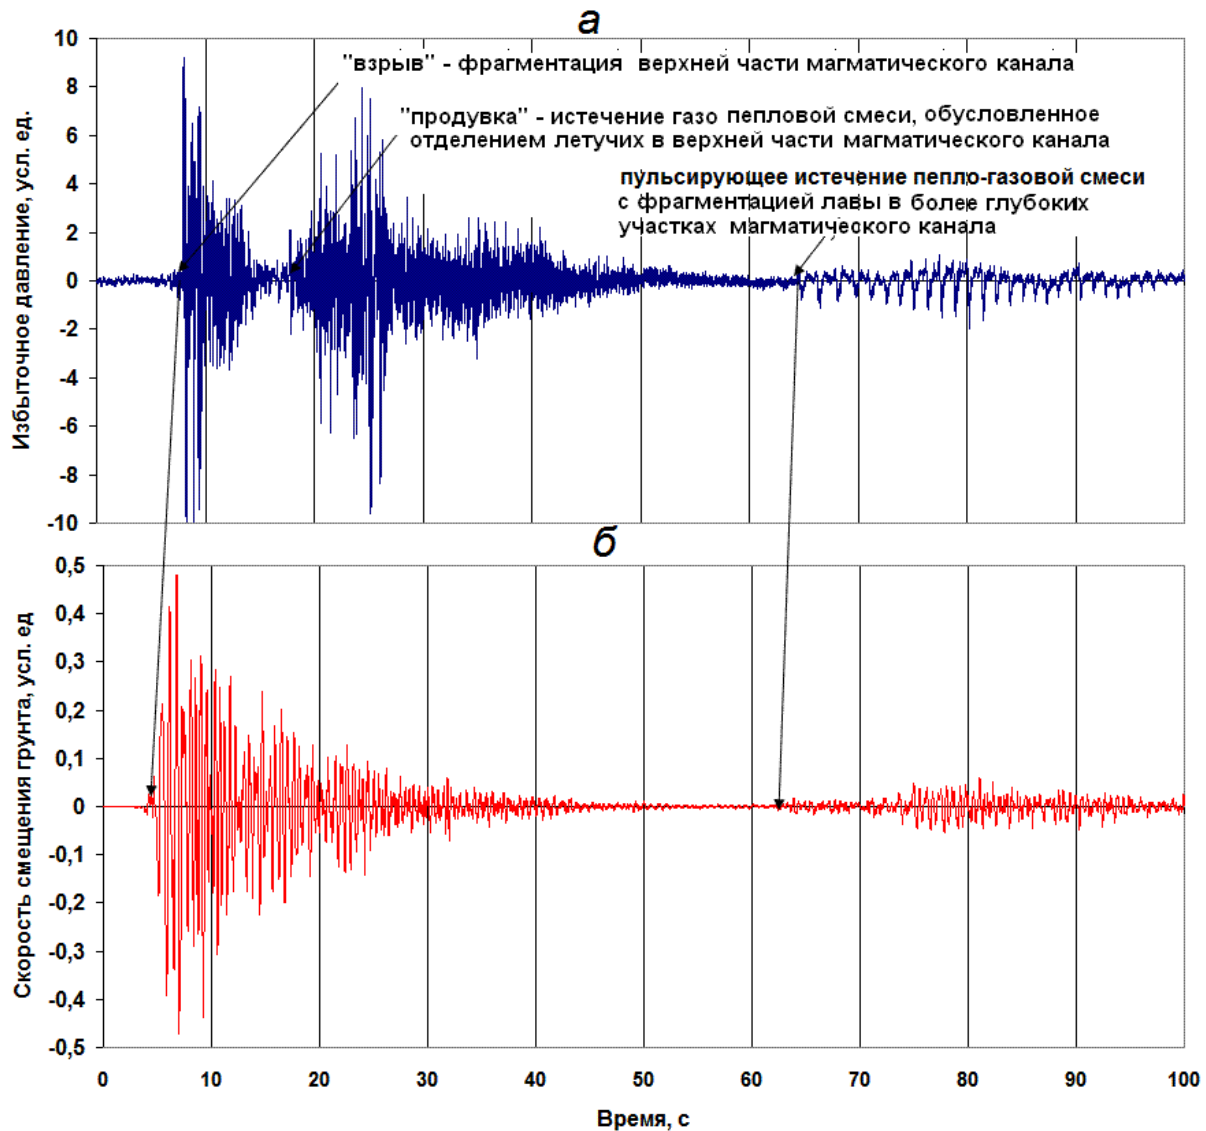 а
10
8
6
4
2
0
-2
-4
-6
-8
-10
Избыточное давление, усл. ед.
"взрыв" - фрагментация верхней части магматического канала
"продувка" - истечение газо пепловой смеси, обусловленное
отделением летучих в верхней части магматического канала
пульсирующее истечение пепло-газовой смеси
с фрагментацией лавы в более глубоких
участках магматического канала
б
0,5
0,4
0,3
0,2
0,1
0
-0,1
-0,2
-0,3
-0,4
-0,5
Скорость смещения грунта, усл. ед
0 10 20 30 40 50 60 70 80 90 100
Время, с